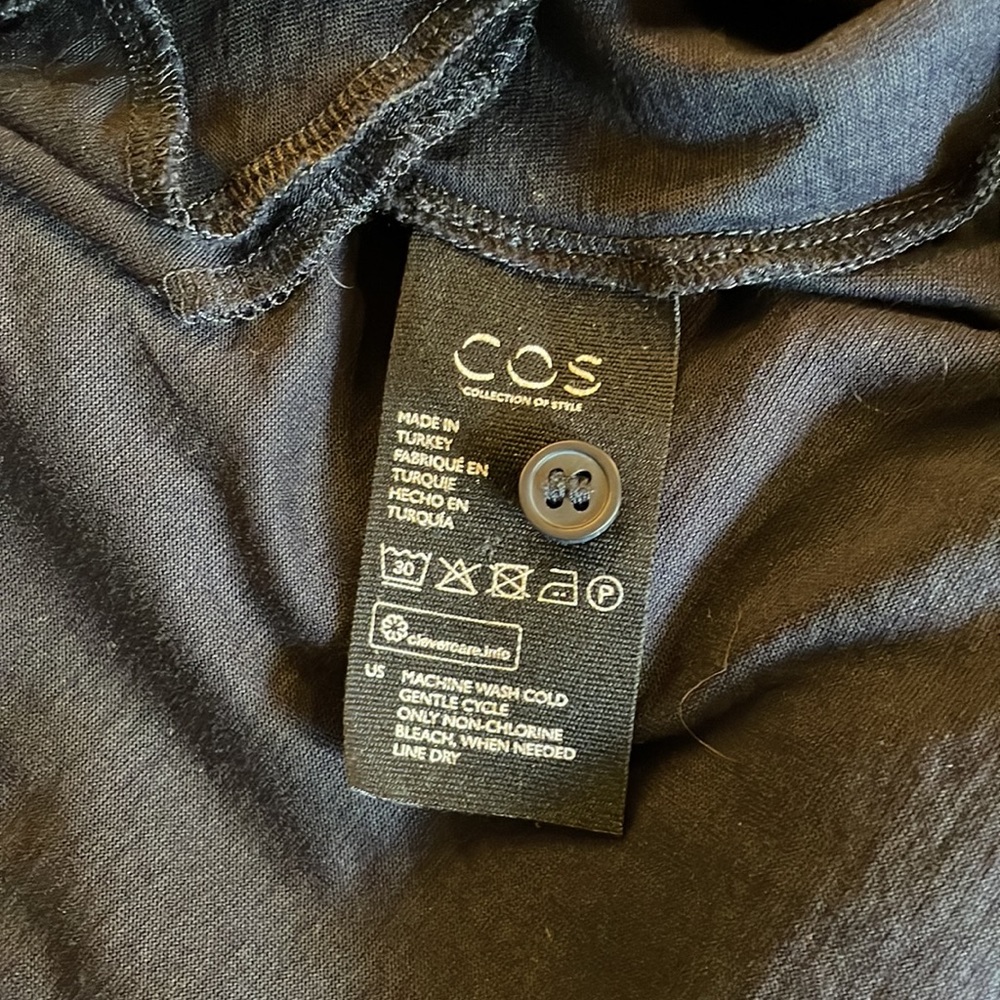 COS
COLLECTION OF STYLE
MADE IN
TURKEY
FABRIQUÉ EN
TURQUIE
HECHO EN
TURQUÍA
30
P
clevercare.info
US MACHINE WASH COLD
GENTLE CYCLE
ONLY NON-CHLORINE
BLEACH, WHEN NEEDED
LINE DRY